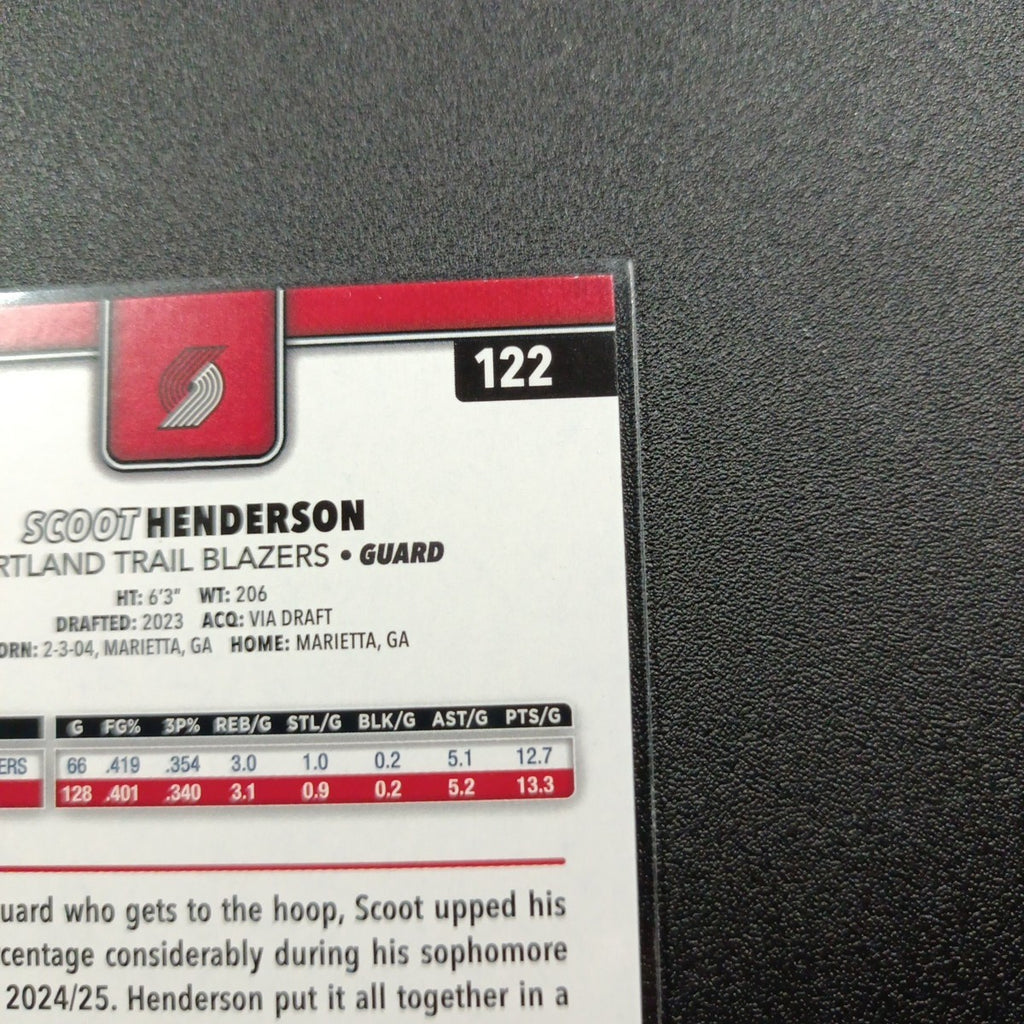 122
SCOOT HENDERSON
RTLAND TRAIL BLAZERS • GUARD
HT: 6'3" WT: 206
DRAFTED: 2023 ACQ: VIA DRAFT
ORN: 2-3-04, MARIETTA, GA HOME: MARIETTA, GA
G FG% 3P% REB/G STL/G BLK/G AST/G PTS/G
ERS 66 .419 .354 3.0 1.0 0.2 5.1 12.7
128 .401 .340 3.1 0.9 0.2 5.2 13.3
uard who gets to the hoop, Scoot upped his
centage considerably during his sophomore
2024/25. Henderson put it all together in a